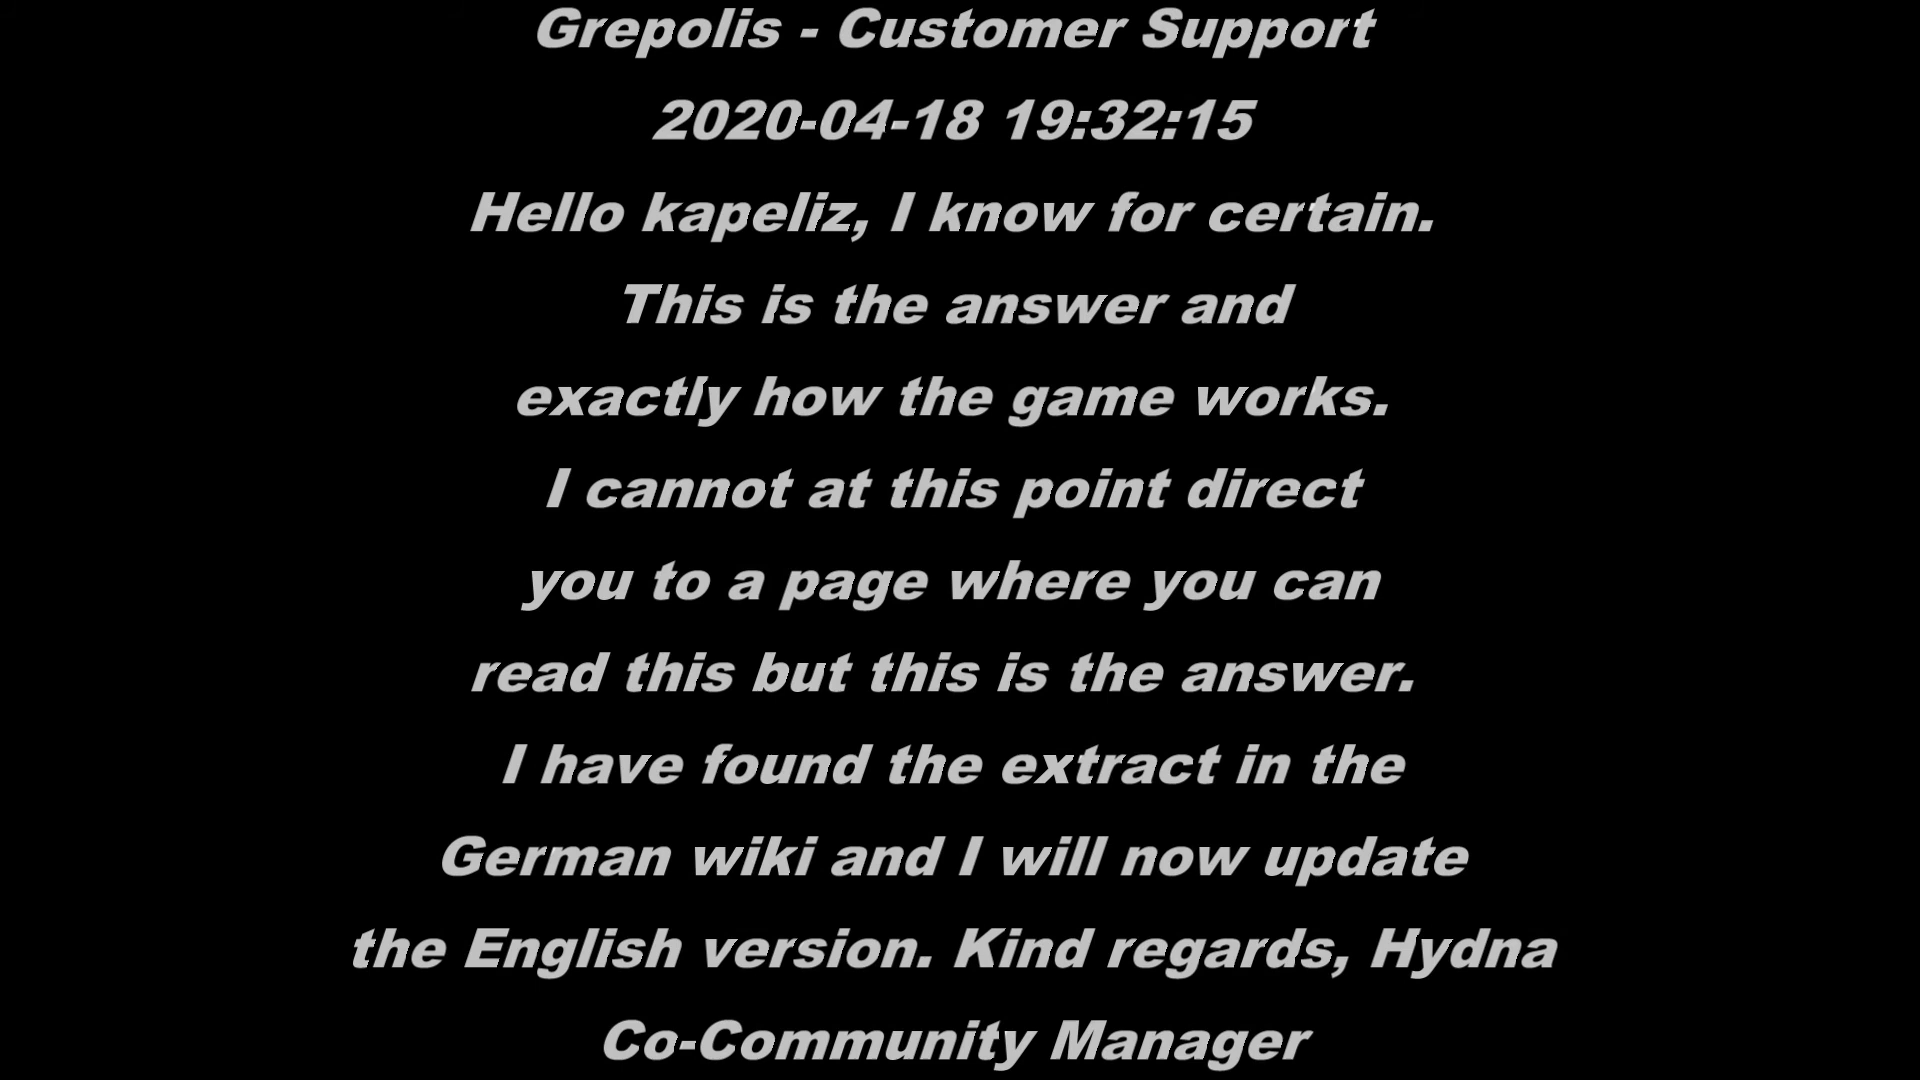 Grepolis - Customer Support
2020-04-18 19:32:15
Hello kapeliz, I know for certain.
This is the answer and
exactly how the game works.
I cannot at this point direct
you to a page where you can
read this but this is the answer.
I have found the extract in the
German wiki and I will now update
the English version. Kind regards, Hydna
Co-Community Manager